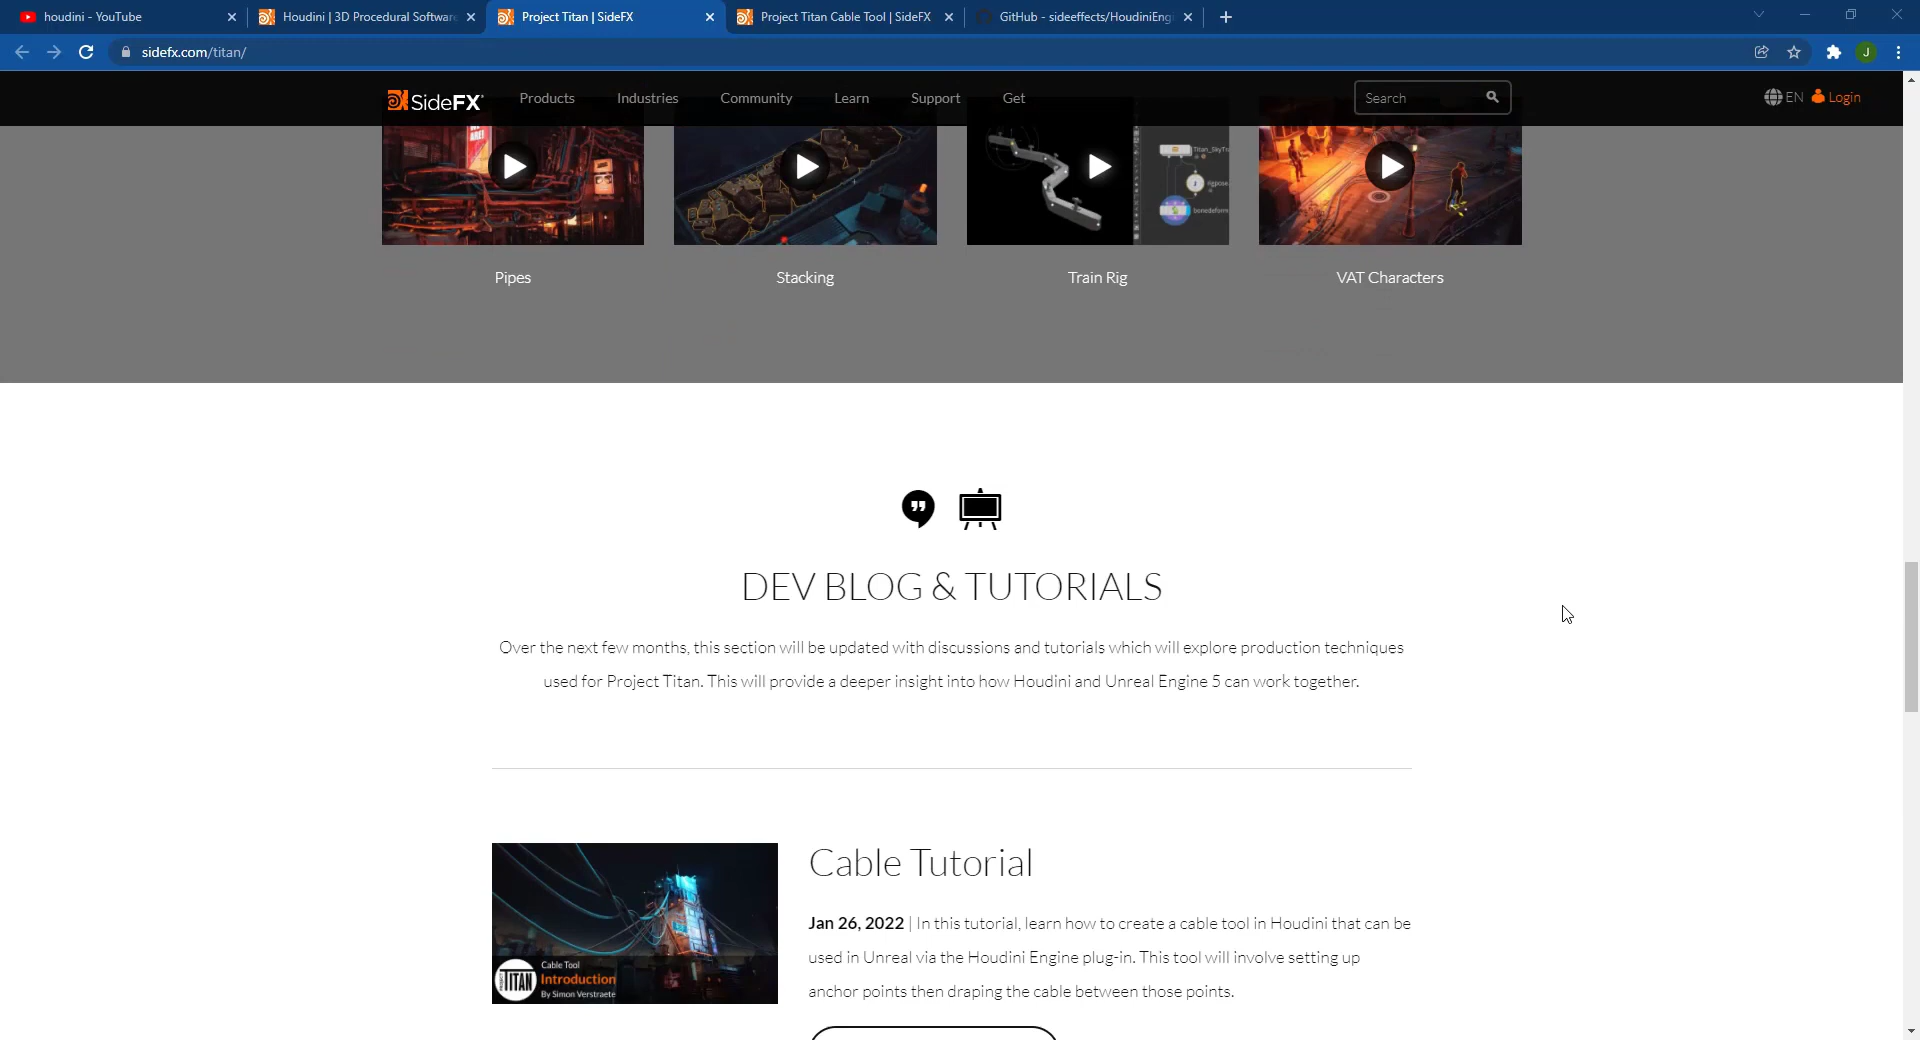 houdini - YouTube
Houdini | 3D Procedural Software
Project Titan | SideFX
Project Titan Cable Tool | SideFX
GitHub - sideeffects/HoudiniEngi
sidefx.com/titan/
J
SideFX
Products
Industries
Community
Learn
Support
Get
Search
EN
Login
Pipes
Stacking
Train Rig
VAT Characters
DEV BLOG & TUTORIALS
Over the next few months, this section will be updated with discussions and tutorials which will explore production techniques
used for Project Titan. This will provide a deeper insight into how Houdini and Unreal Engine 5 can work together.
Cable Tutorial
Jan 26, 2022 | In this tutorial, learn how to create a cable tool in Houdini that can be
used in Unreal via the Houdini Engine plug-in. This tool will involve setting up
anchor points then draping the cable between those points.
TITAN
Cable Tool
Introduction
By Simon Verstraete